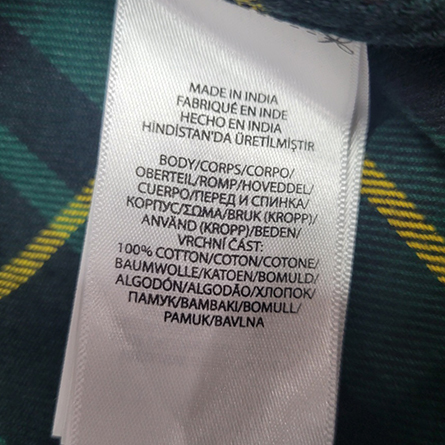 MADE IN INDIA
FABRIQUÉ EN INDE
HECHO EN INDIA
HİNDİSTAN'DA ÜRETİLMİŞTİR
BODY/CORPS/CORPO/
OBERTEIL/ROMP/HOVEDDEL/
CUERPO/ПЕРЕД И СПИНКА/
КОРПУС/ΣΩΜΑ/BRUK (KROPP)/
ANVÄND (KROPP)/BEDEN/
VRCHNÍ ČÁST:
100% COTTON/COTON/COTONE/
BAUMWOLLE/KATOEN/BOMULD/
ALGODÓN/ALGODÃO/ХЛОПОК/
ПАМУК/ΒΑΜΒΑΚΙ/BOMULL/
PAMUK/BAVLNA